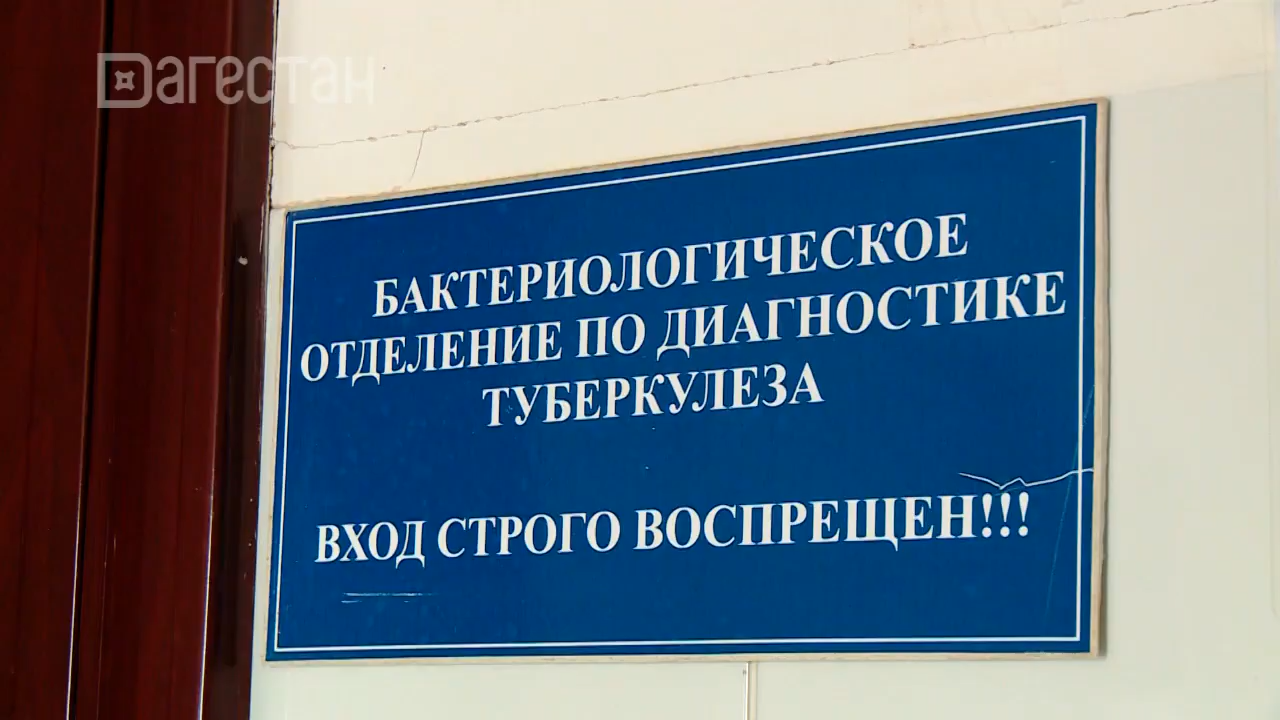 Дагестан
БАКТЕРИОЛОГИЧЕСКОЕ
ОТДЕЛЕНИЕ ПО ДИАГНОСТИКЕ
ТУБЕРКУЛЕЗА
ВХОД СТРОГО ВОСПРЕЩЕН!!!